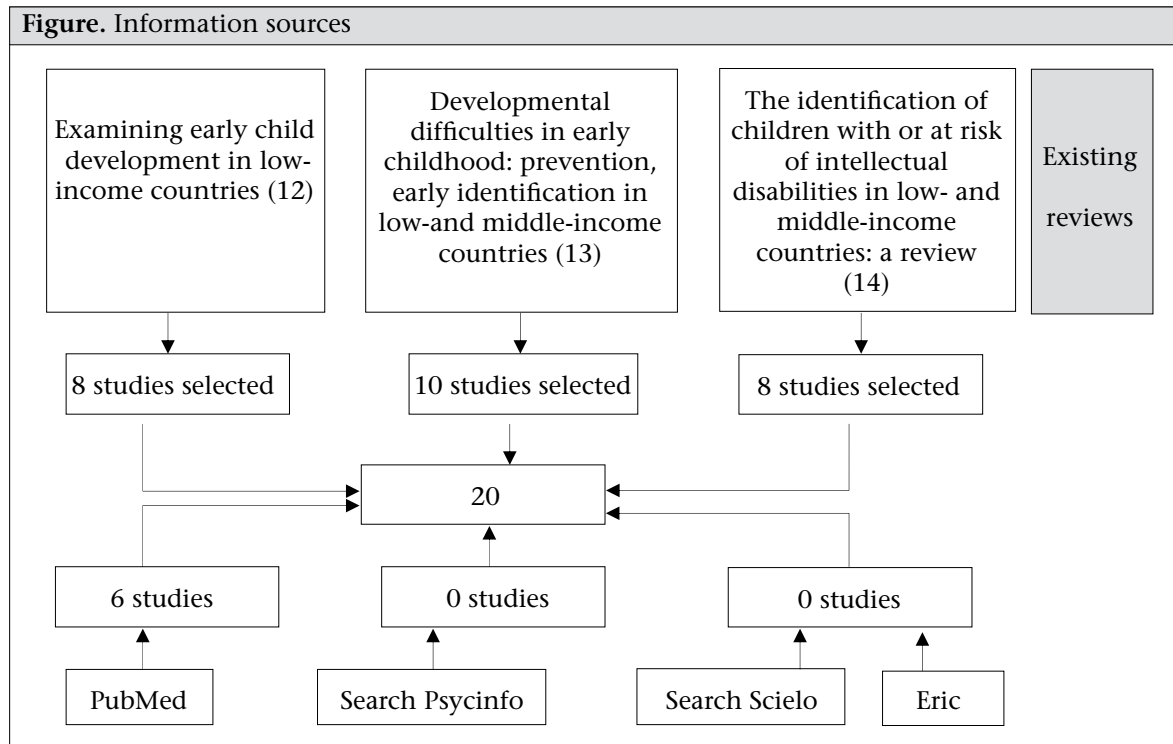 Figure. Information sources
Examining early child
development in low-
income countries (12)
Developmental
difficulties in early
childhood: prevention,
early identification in
low-and middle-income
countries (13)
The identification of
children with or at risk
of intellectual
disabilities in low- and
middle-income
countries: a review
(14)
Existing
reviews
8 studies selected
10 studies selected
8 studies selected
20
6 studies
0 studies
0 studies
PubMed
Search Psycinfo
Search Scielo
Eric